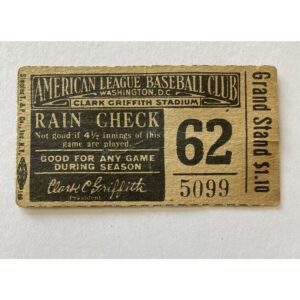 AMERICAN LEAGUE BASEBALL CLUB
WASHINGTON, D.C.
CLARK GRIFFITH STADIUM
RAIN CHECK
Not good if 4½ innings of this
game are played.
GOOD FOR ANY GAME
DURING SEASON
Clark C Griffith
President
62
5099
Grand Stand $1.10